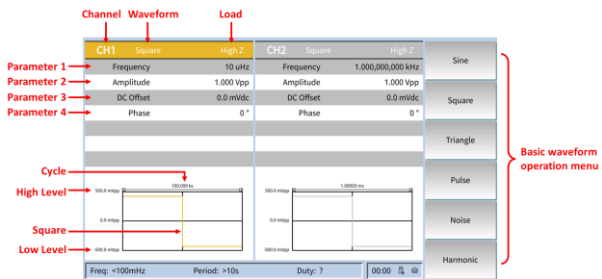 Channel Waveform Load
CH1 Square High Z CH2 Square High Z Sine
Parameter 1 Frequency 10 uHz Frequency 1.000,000,000 kHz
Parameter 2 Amplitude 1.000 Vpp Amplitude 1.000 Vpp
Parameter 3 DC Offset 0.0 mVdc DC Offset 0.0 mVdc Square
Parameter 4 Phase 0 ° Phase 0 °
Triangle
Basic waveform
operation menu
Cycle Pulse
High Level 500.0 mVpp 100.000 ks 500.0 mVpp 1.00000 ms
0.0 mVpp 0.0 mVpp Noise
Square
Low Level -500.0 mVpp -500.0 mVpp
Harmonic
Freq: <100mHz Period: >10s Duty: ? 00:00